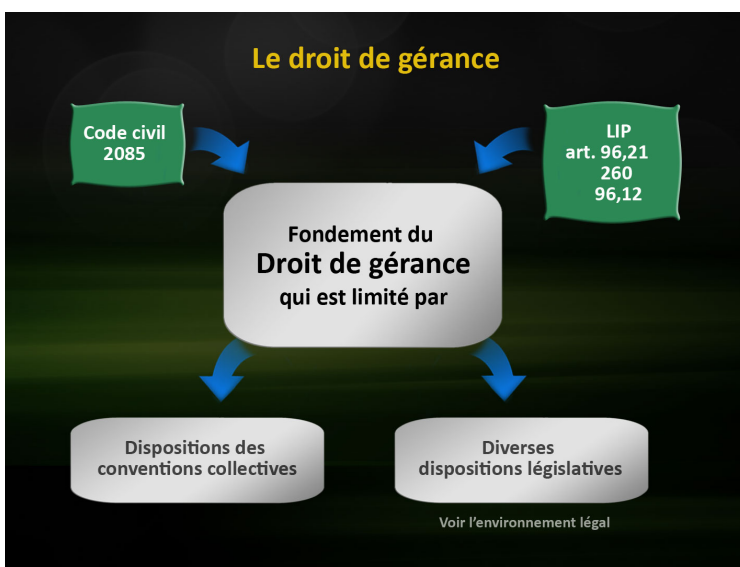 Le droit de gérance
Code civil
2085
LIP
art. 96,21
260
96,12
Fondement du
Droit de gérance
qui est limité par
Dispositions des
conventions collectives
Diverses
dispositions législatives
Voir l'environnement légal